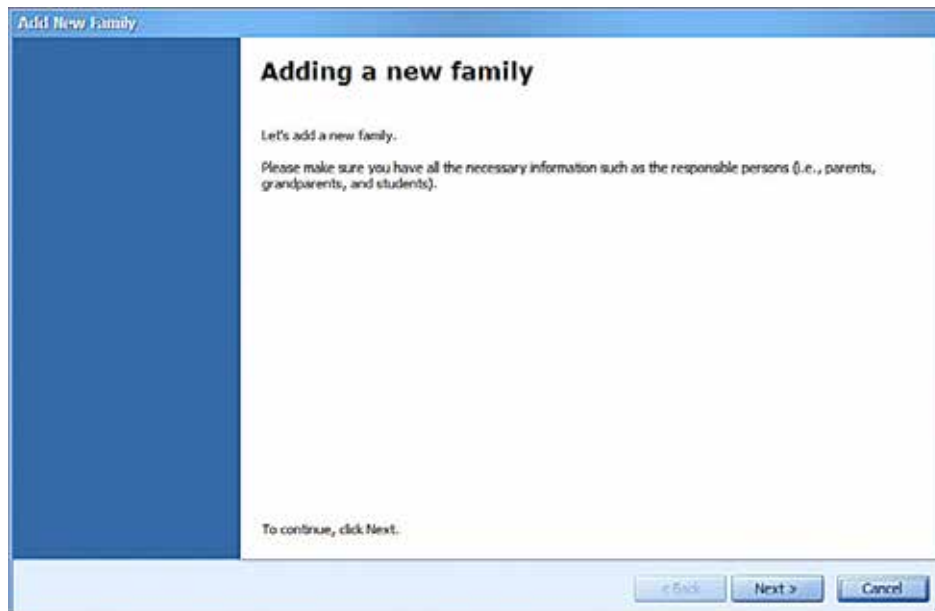 Add New Family
Adding a new family
Let's add a new family.
Please make sure you have all the necessary information such as the responsible persons (i.e., parents,
grandparents, and students).
To continue, click Next.
< Back
Next >
Cancel